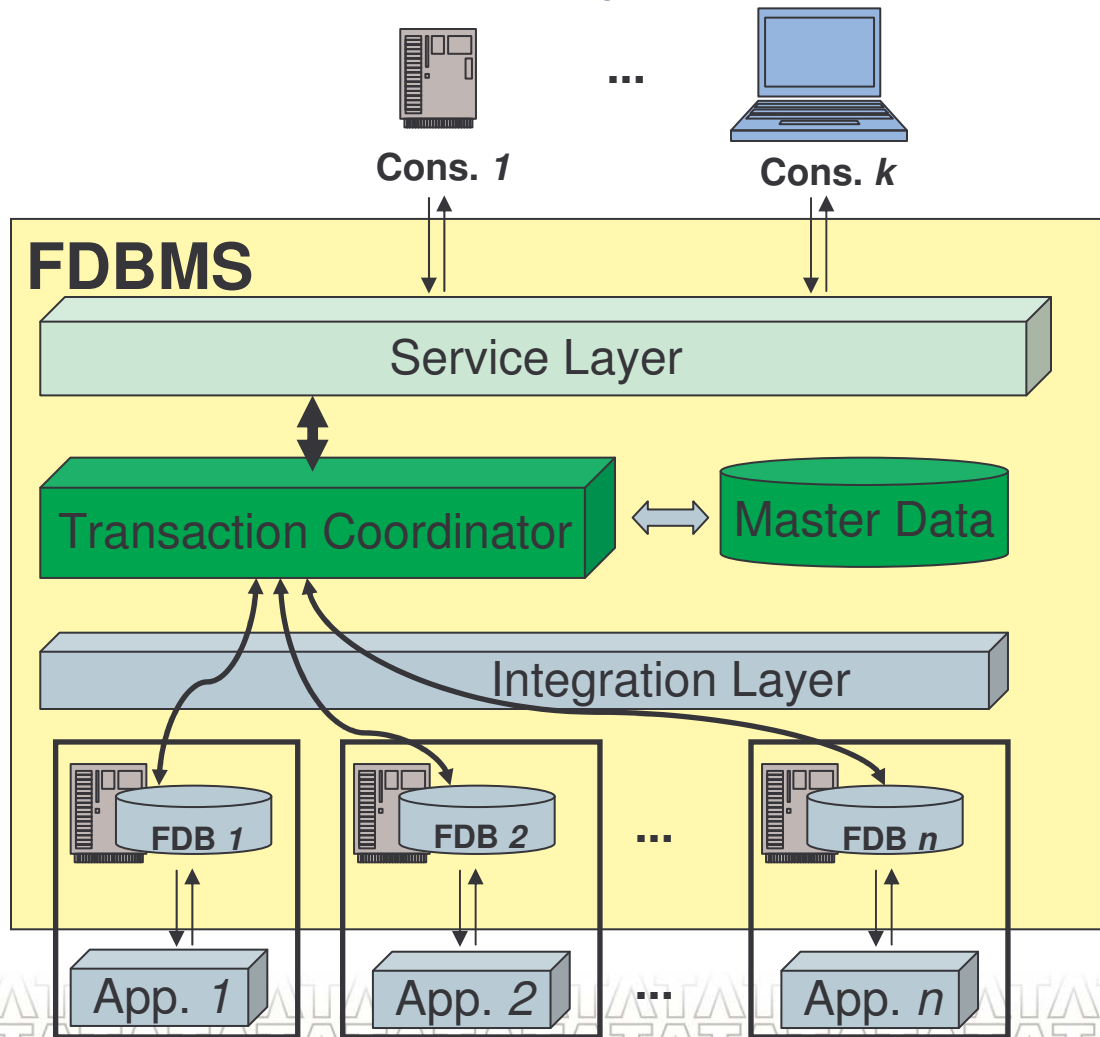 ...
Cons. 1
Cons. k
FDBMS
Service Layer
Transaction Coordinator
Master Data
Integration Layer
FDB 1
FDB 2
...
FDB n
App. 1
App. 2
...
App. n